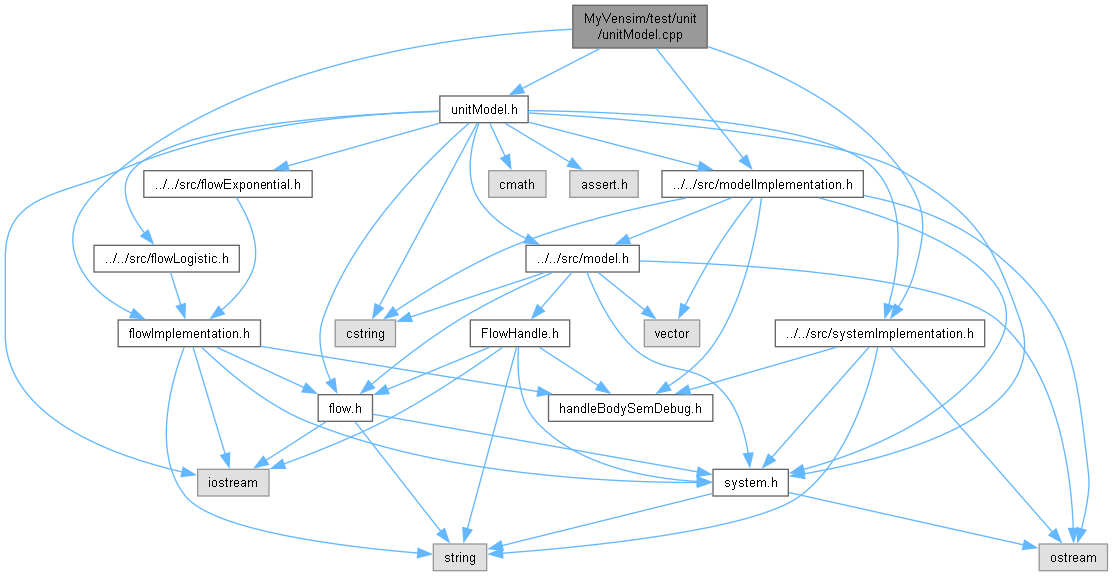 MyVensim/test/unit
/unitModel.cpp
unitModel.h
../../src/flowExponential.h
cmath
assert.h
../../src/modelImplementation.h
../../src/flowLogistic.h
../../src/model.h
flowImplementation.h
cstring
FlowHandle.h
vector
../../src/systemImplementation.h
flow.h
handleBodySemDebug.h
iostream
system.h
string
ostream